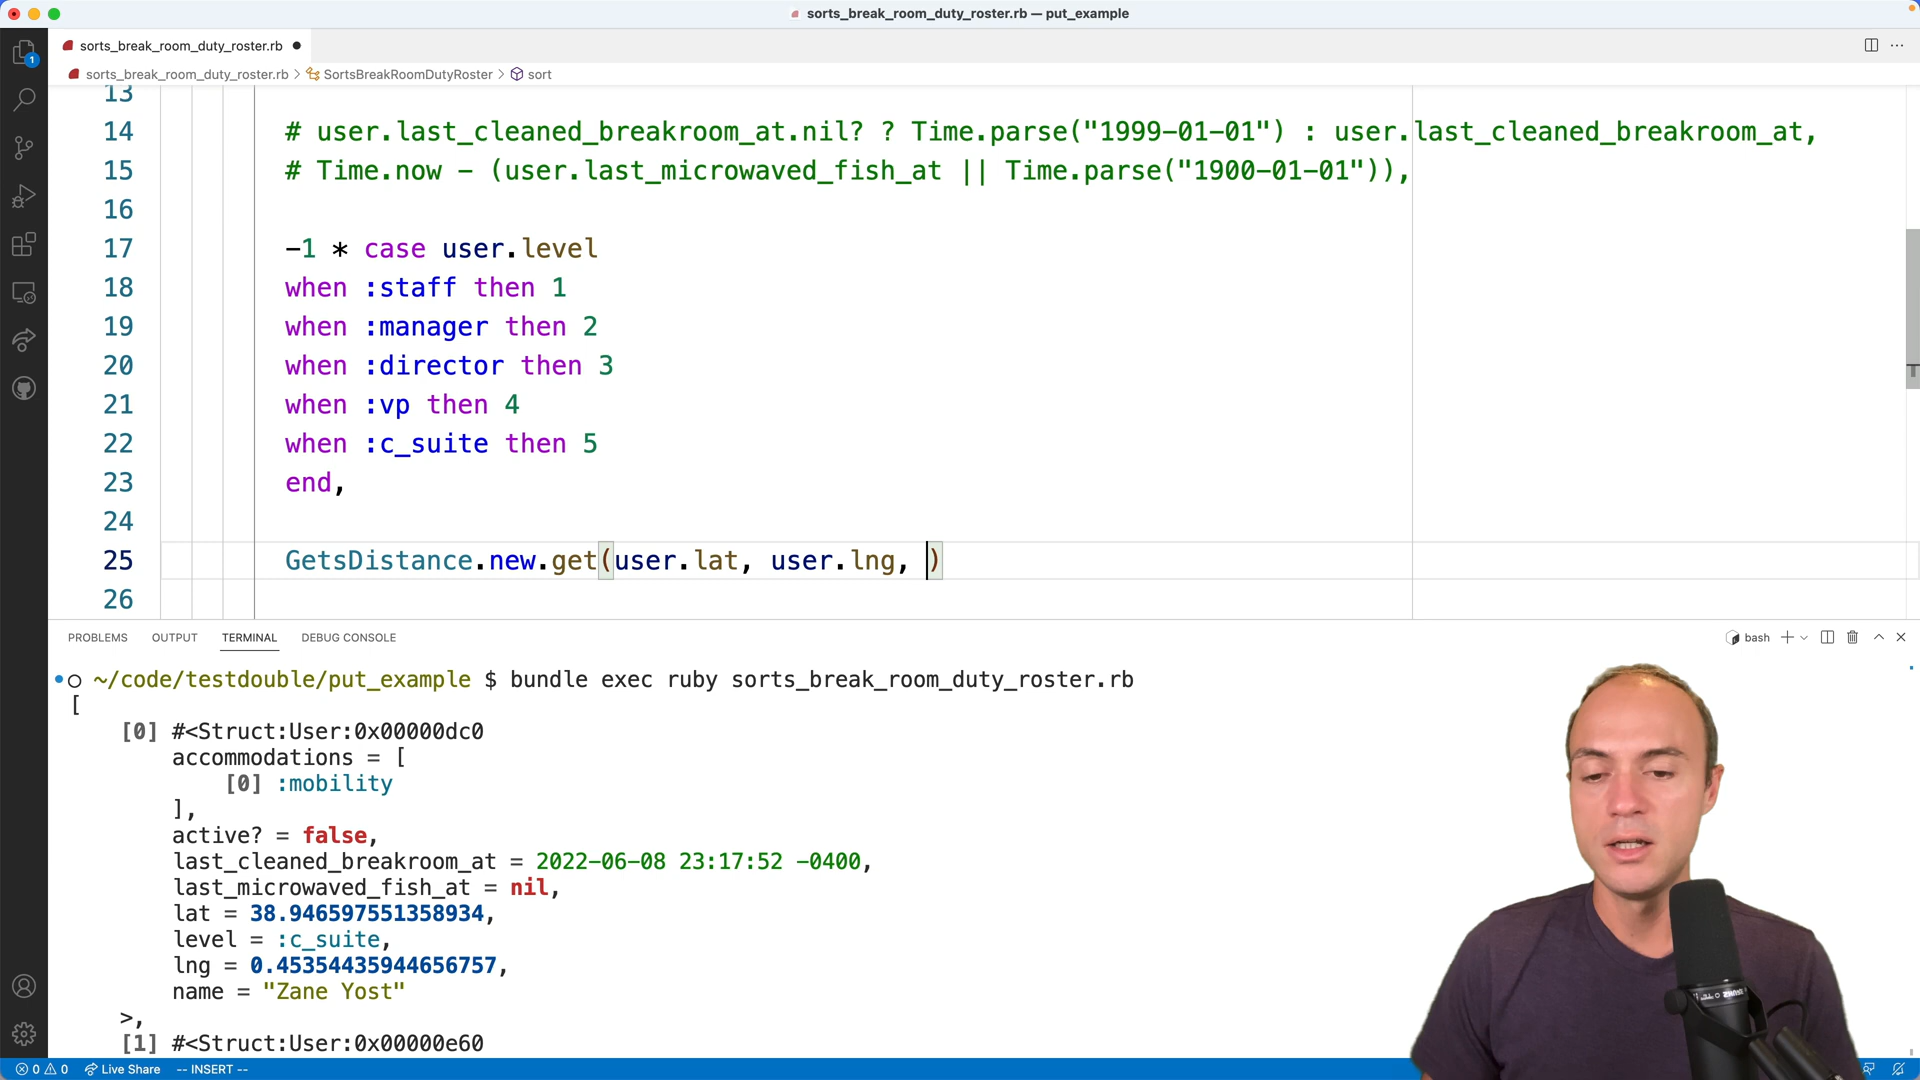 sorts_break_room_duty_roster.rb — put_example
sorts_break_room_duty_roster.rb
sorts_break_room_duty_roster.rb > SortsBreakRoomDutyRoster > sort
1
13
14 # user.last_cleaned_breakroom_at.nil? ? Time.parse("1999-01-01") : user.last_cleaned_breakroom_at,
15 # Time.now - (user.last_microwaved_fish_at || Time.parse("1900-01-01")),
16
17 -1 * case user.level
18 when :staff then 1
19 when :manager then 2
20 when :director then 3
21 when :vp then 4
22 when :c_suite then 5
23 end,
24
25 GetsDistance.new.get(user.lat, user.lng, )
26
PROBLEMS OUTPUT TERMINAL DEBUG CONSOLE bash
~/code/testdouble/put_example $ bundle exec ruby sorts_break_room_duty_roster.rb
[
[0] #<Struct:User:0x00000dc0
accommodations = [
[0] :mobility
],
active? = false,
last_cleaned_breakroom_at = 2022-06-08 23:17:52 -0400,
last_microwaved_fish_at = nil,
lat = 38.946597551358934,
level = :c_suite,
lng = 0.45354435944656757,
name = "Zane Yost"
>,
[1] #<Struct:User:0x00000e60
0 0 Live Share -- INSERT --